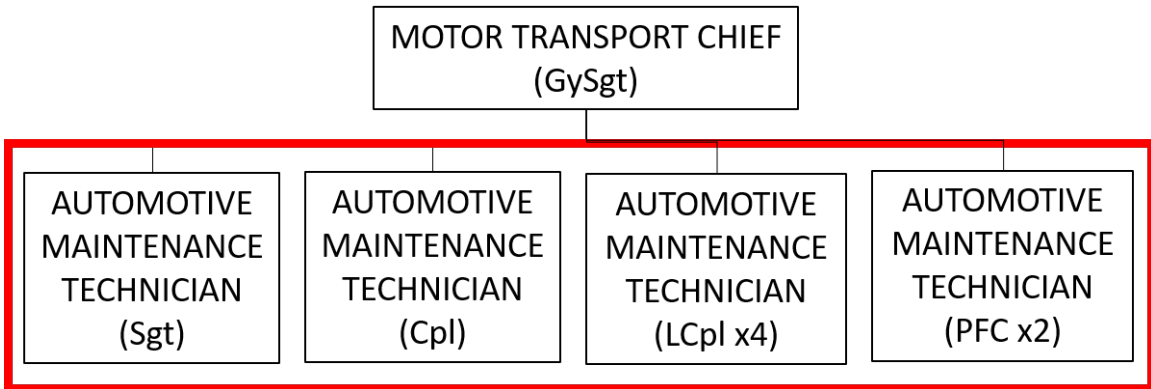 MOTOR TRANSPORT CHIEF
(GySgt)
AUTOMOTIVE
MAINTENANCE
TECHNICIAN
(Sgt)
AUTOMOTIVE
MAINTENANCE
TECHNICIAN
(Cpl)
AUTOMOTIVE
MAINTENANCE
TECHNICIAN
(LCpl x4)
AUTOMOTIVE
MAINTENANCE
TECHNICIAN
(PFC x2)